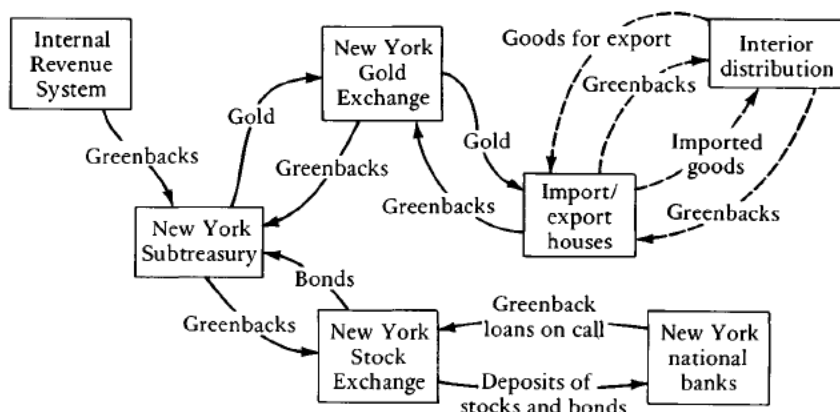 Internal
Revenue
System
New York
Gold
Exchange
Goods for export
Interior
distribution
Greenbacks
Gold
Gold
Imported
goods
Greenbacks
Greenbacks
Greenbacks
Import/
export
houses
Greenbacks
New York
Subtreasury
Bonds
Greenbacks
New York
Stock
Exchange
Greenback
loans on call
New York
national
banks
Deposits of
stocks and bonds